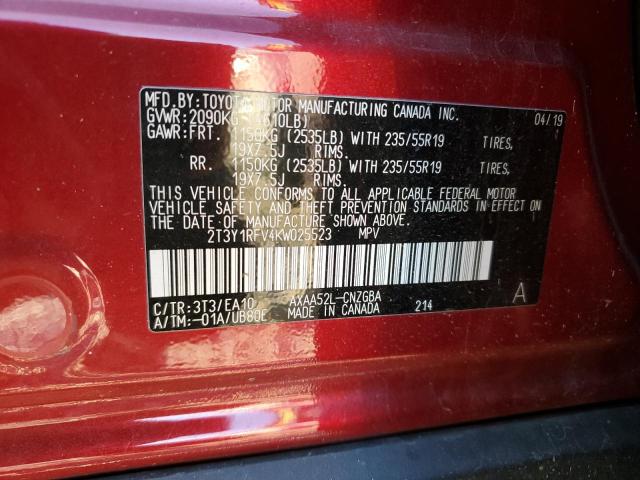 MFD.BY: TOYOTA MOTOR MANUFACTURING CANADA INC.
GVWR: 2090KG (4610LB) 04/19
GAWR:FRT. 1150KG (2535LB) WITH 235/55R19 TIRES,
19X7.5J RIMS.
RR. 1150KG (2535LB) WITH 235/55R19 TIRES,
19X7.5J RIMS.
THIS VEHICLE CONFORMS TO ALL APPLICABLE FEDERAL MOTOR
VEHICLE SAFETY AND THEFT PREVENTION STANDARDS IN EFFECT ON
THE DATE OF MANUFACTURE SHOWN ABOVE.
2T3Y1RFV4KW025523 MPV
C/TR: 3T3/EA10 AXAA52L-CNZGBA A
A/TM:-01A/UB80E MADE IN CANADA 214